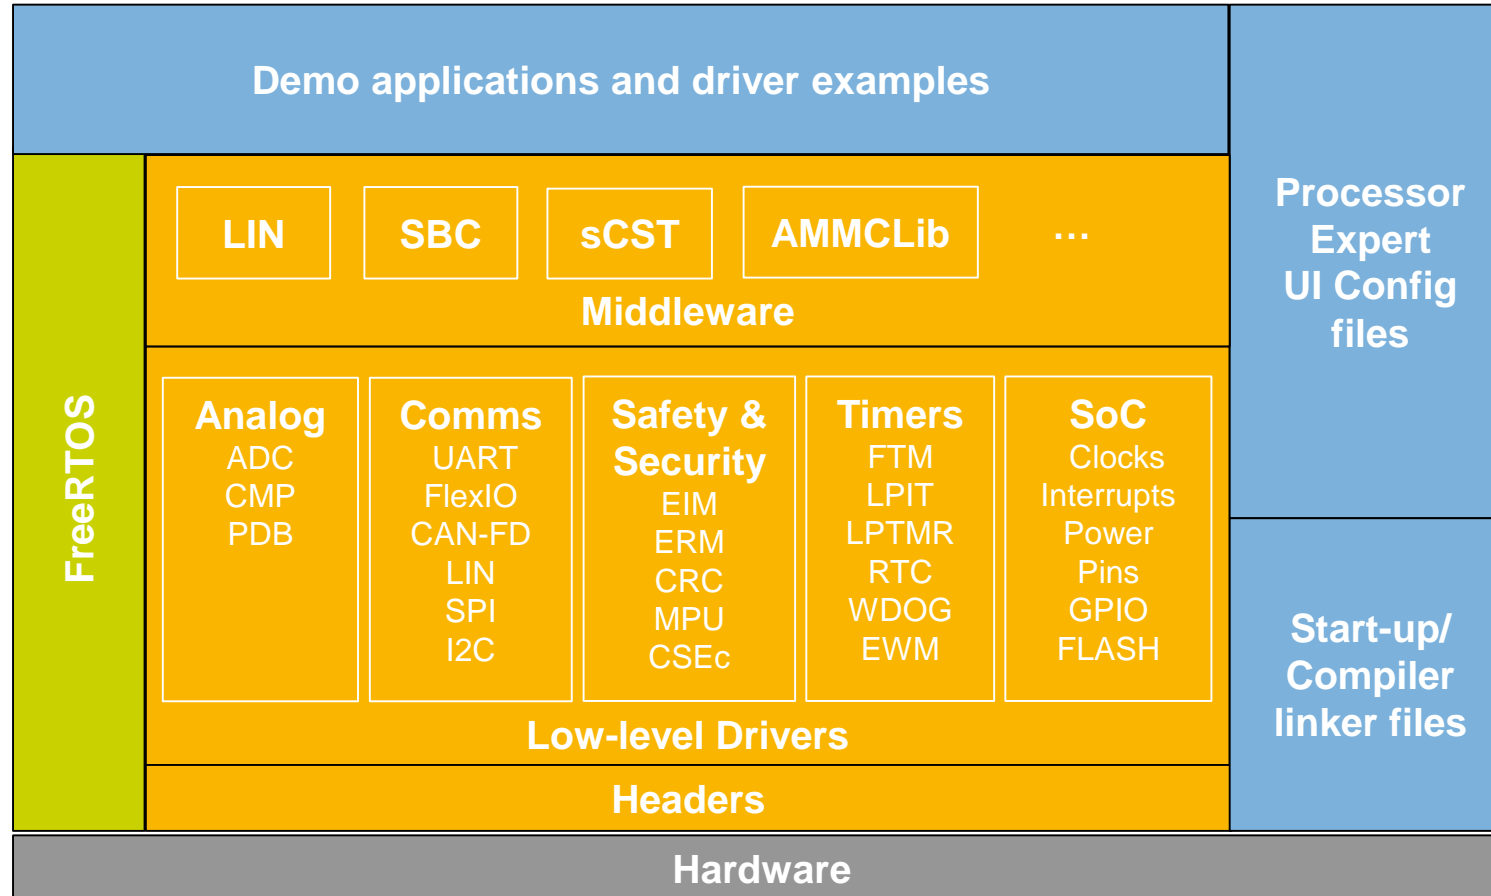 Demo applications and driver examples
Processor
Expert
UI Config
files
FreeRTOS
LIN
SBC
sCST
AMMCLib
...
Middleware
Analog
ADC
CMP
PDB
Comms
UART
FlexIO
CAN-FD
LIN
SPI
I2C
Safety &
Security
EIM
ERM
CRC
MPU
CSEc
Timers
FTM
LPIT
LPTMR
RTC
WDOG
EWM
SoC
Clocks
Interrupts
Power
Pins
GPIO
FLASH
Low-level Drivers
Start-up/
Compiler
linker files
Headers
Hardware